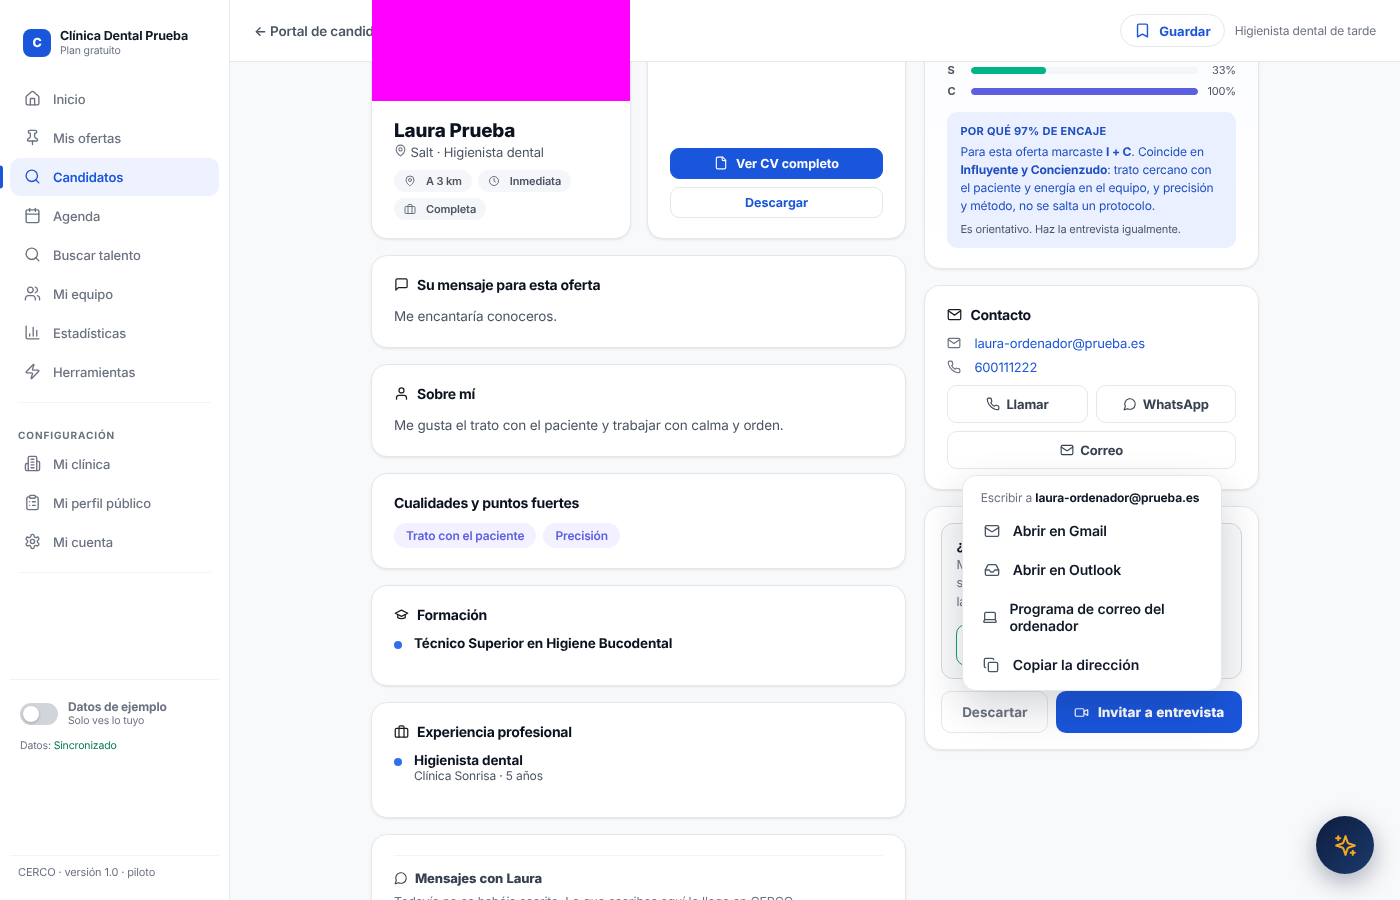 C
Clínica Dental Prueba
Plan gratuito
Inicio
Mis ofertas
Candidatos
Agenda
Buscar talento
Mi equipo
Estadísticas
Herramientas
CONFIGURACIÓN
Mi clínica
Mi perfil público
Mi cuenta
Datos de ejemplo
Solo ves lo tuyo
Datos: Sincronizado
CERCO · versión 1.0 · piloto
← Portal de candid
Guardar
Higienista dental de tarde
Laura Prueba
Salt · Higienista dental
A 3 km
Inmediata
Completa
Ver CV completo
Descargar
Su mensaje para esta oferta
Me encantaría conoceros.
Sobre mí
Me gusta el trato con el paciente y trabajar con calma y orden.
Cualidades y puntos fuertes
Trato con el paciente
Precisión
Formación
Técnico Superior en Higiene Bucodental
Experiencia profesional
Higienista dental
Clínica Sonrisa · 5 años
Mensajes con Laura
S 33%
C 100%
POR QUÉ 97% DE ENCAJE
Para esta oferta marcaste I + C. Coincide en
Influyente y Concienzudo: trato cercano con
el paciente y energía en el equipo, y precisión
y método, no se salta un protocolo.
Es orientativo. Haz la entrevista igualmente.
Contacto
laura-ordenador@prueba.es
600111222
Llamar
WhatsApp
Correo
Escribir a laura-ordenador@prueba.es
Abrir en Gmail
Abrir en Outlook
Programa de correo del
ordenador
Copiar la dirección
Descartar
Invitar a entrevista